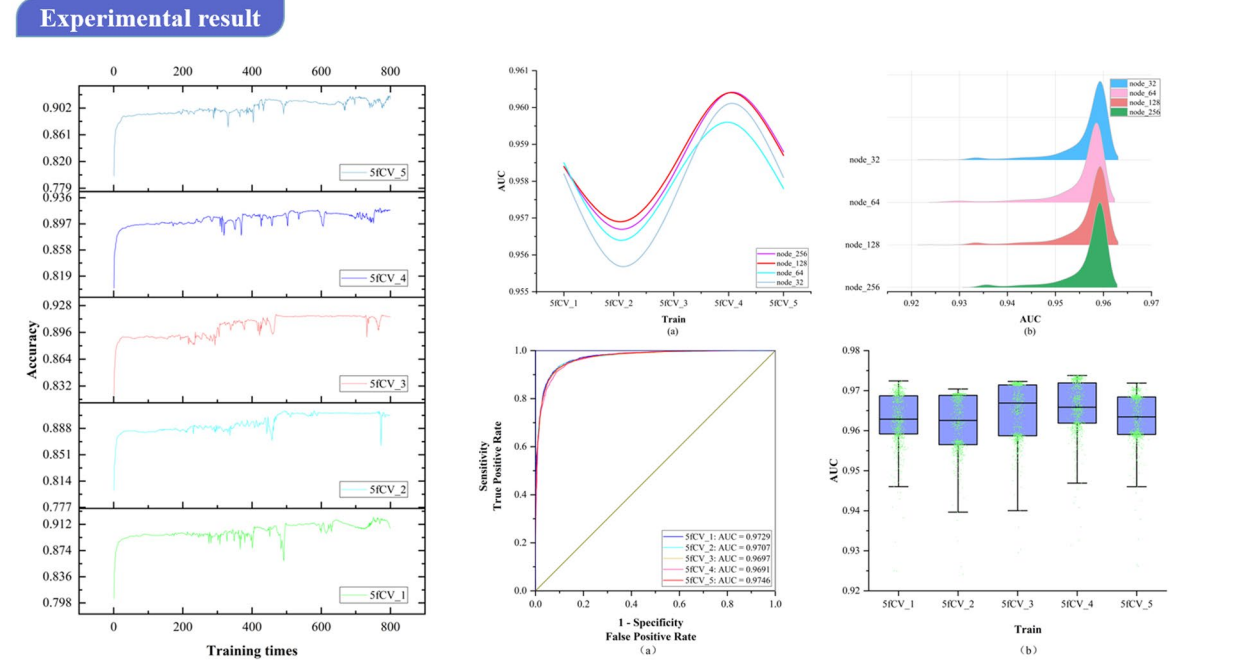 Experimental result
0 200 400 600 800
0.902
0.861
0.820
0.779
5fCV_5
0.936
0.897
0.858
0.819
5fCV_4
0.928
0.896
0.864
0.832
5fCV_3
0.888
0.851
0.814
0.777
5fCV_2
0.912
0.874
0.836
0.798
5fCV_1
Accuracy
0 200 400 600 800
Training times
0.961
0.960
0.959
0.958
0.957
0.956
0.955
AUC
node_256
node_128
node_64
node_32
5fCV_1 5fCV_2 5fCV_3 5fCV_4 5fCV_5
Train
(a)
node_32
node_64
node_128
node_256
node_32
node_64
node_128
node_256
0.92 0.93 0.94 0.95 0.96 0.97
AUC
(b)
1.0
0.8
0.6
0.4
0.2
0.0
Sensitivity
True Positive Rate
5fCV_1: AUC = 0.9729
5fCV_2: AUC = 0.9707
5fCV_3: AUC = 0.9697
5fCV_4: AUC = 0.9691
5fCV_5: AUC = 0.9746
0.0 0.2 0.4 0.6 0.8 1.0
1 - Specificity
False Positive Rate
(a)
0.98
0.97
0.96
0.95
0.94
0.93
0.92
AUC
5fCV_1 5fCV_2 5fCV_3 5fCV_4 5fCV_5
Train
(b)